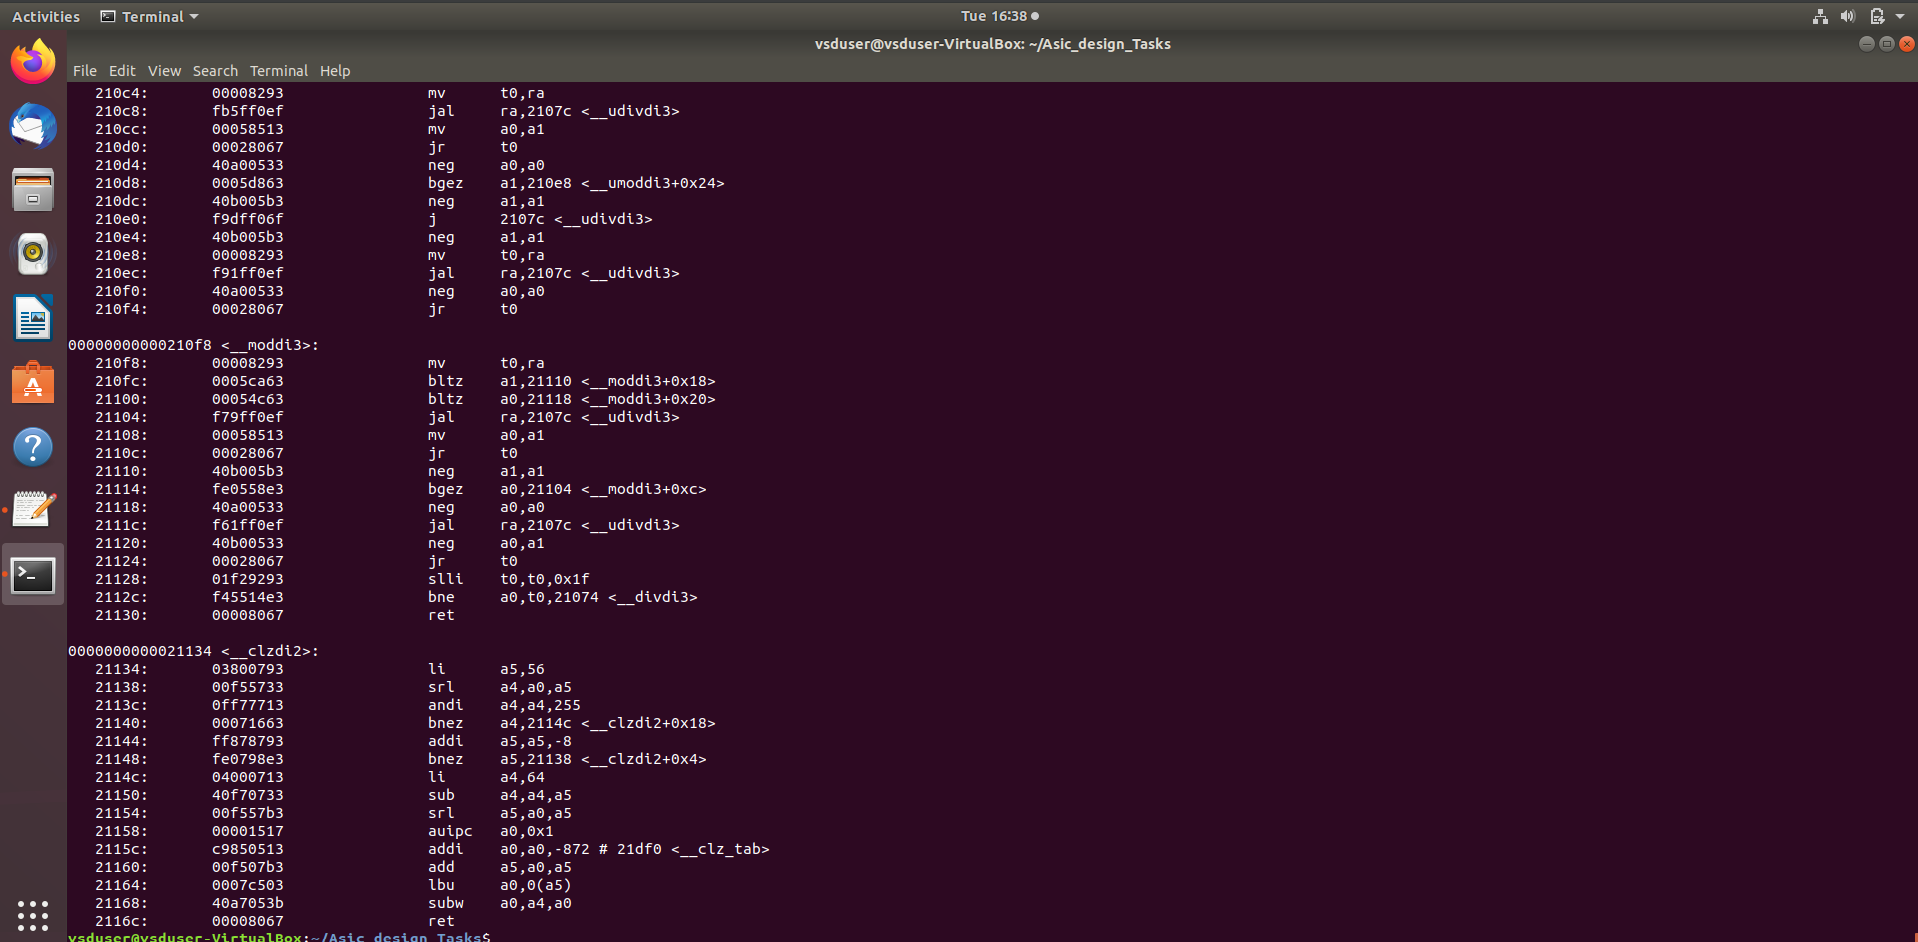 Activities Terminal Tue 16:38
vsduser@vsduser-VirtualBox: ~/Asic_design_Tasks
File Edit View Search Terminal Help
210c4: 00008293 mv t0,ra
210c8: fb5ff0ef jal ra,2107c <__udivdi3>
210cc: 00058513 mv a0,a1
210d0: 00028067 jr t0
210d4: 40a00533 neg a0,a0
210d8: 0005d863 bgez a1,210e8 <__umoddi3+0x24>
210dc: 40b005b3 neg a1,a1
210e0: f9dff06f j 2107c <__udivdi3>
210e4: 40b005b3 neg a1,a1
210e8: 00008293 mv t0,ra
210ec: f91ff0ef jal ra,2107c <__udivdi3>
210f0: 40a00533 neg a0,a0
210f4: 00028067 jr t0
00000000000210f8 <__moddi3>:
210f8: 00008293 mv t0,ra
210fc: 0005ca63 bltz a1,21110 <__moddi3+0x18>
21100: 00054c63 bltz a0,21118 <__moddi3+0x20>
21104: f79ff0ef jal ra,2107c <__udivdi3>
21108: 00058513 mv a0,a1
2110c: 00028067 jr t0
21110: 40b005b3 neg a1,a1
21114: fe0558e3 bgez a0,21104 <__moddi3+0xc>
21118: 40a00533 neg a0,a0
2111c: f61ff0ef jal ra,2107c <__udivdi3>
21120: 40b00533 neg a0,a1
21124: 00028067 jr t0
21128: 01f29293 slli t0,t0,0x1f
2112c: f45514e3 bne a0,t0,21074 <__divdi3>
21130: 00008067 ret
0000000000021134 <__clzdi2>:
21134: 03800793 li a5,56
21138: 00f55733 srl a4,a0,a5
2113c: 0ff77713 andi a4,a4,255
21140: 00071663 bnez a4,2114c <__clzdi2+0x18>
21144: ff878793 addi a5,a5,-8
21148: fe0798e3 bnez a5,21138 <__clzdi2+0x4>
2114c: 04000713 li a4,64
21150: 40f70733 sub a4,a4,a5
21154: 00f557b3 srl a5,a0,a5
21158: 00001517 auipc a0,0x1
2115c: c9850513 addi a0,a0,-872 # 21df0 <__clz_tab>
21160: 00f507b3 add a5,a0,a5
21164: 0007c503 lbu a0,0(a5)
21168: 40a7053b subw a0,a4,a0
2116c: 00008067 ret
vsduser@vsduser-VirtualBox:~/Asic_design_Tasks$